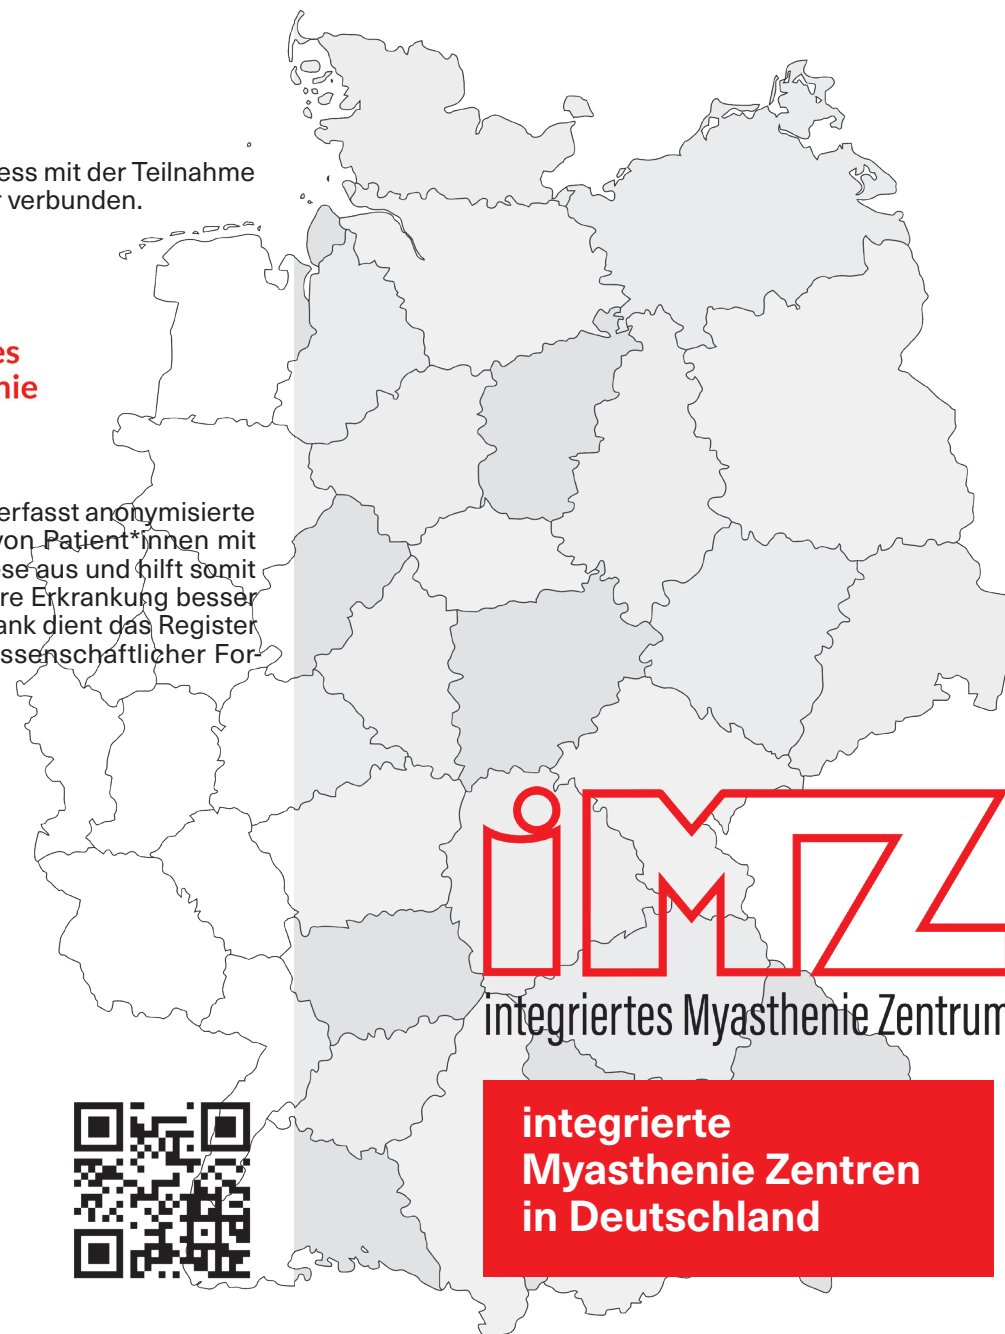 ess mit der Teilnahme
r verbunden.
es
nie
erfasst anonymisierte
von Patient*innen mit
ese aus und hilft somit
re Erkrankung besser
ank dient das Register
ssenschaftlicher For-
iMZ
integriertes Myasthenie Zentrum
integrierte
Myasthenie Zentren
in Deutschland